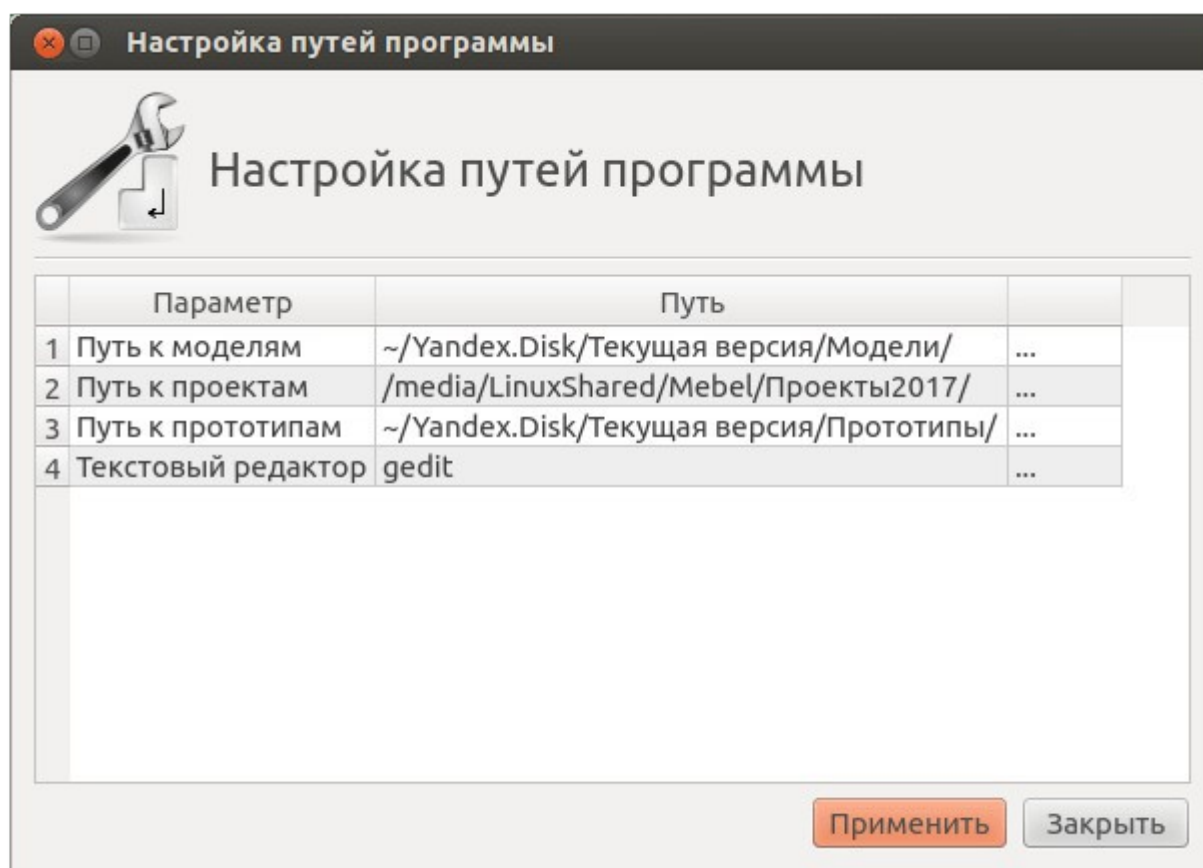 Настройка путей программы
Настройка путей программы
Параметр Путь
1 Путь к моделям ~/Yandex.Disk/Текущая версия/Модели/ ...
2 Путь к проектам /media/LinuxShared/Mebel/Проекты2017/ ...
3 Путь к прототипам ~/Yandex.Disk/Текущая версия/Прототипы/ ...
4 Текстовый редактор gedit ...
Применить Закрыть